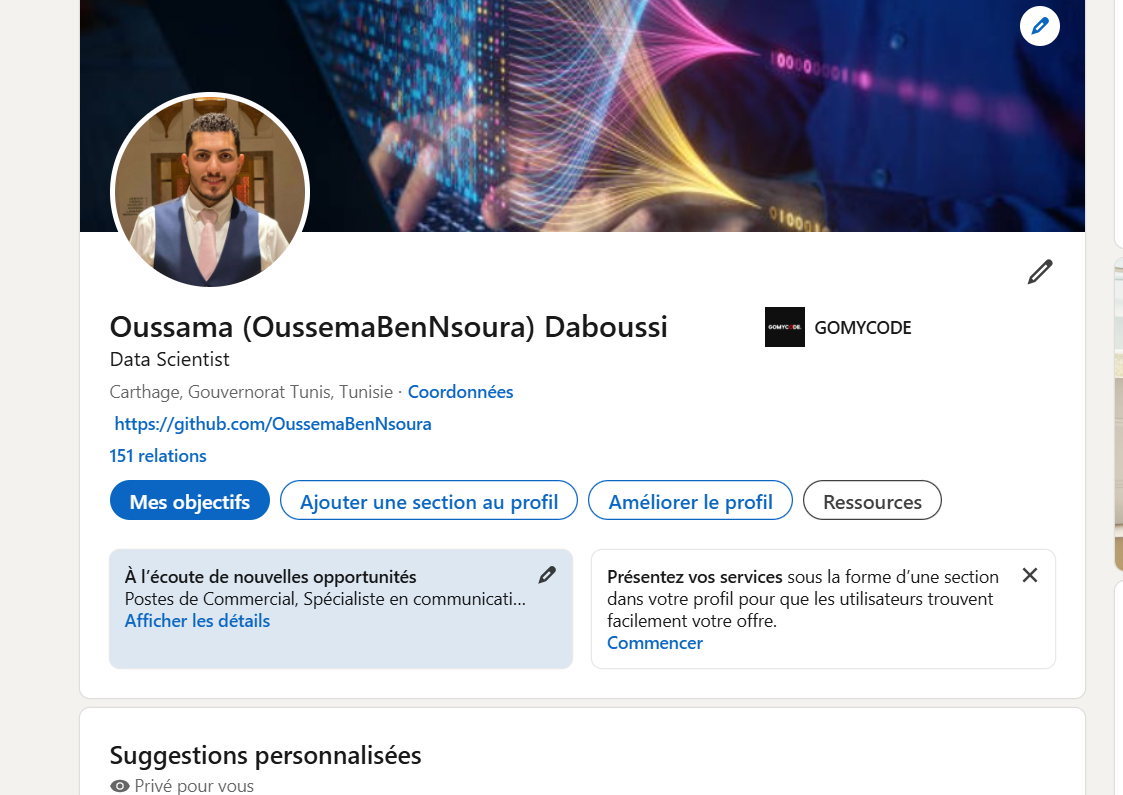 Oussama (OussemaBenNsoura) Daboussi
GOMYCODE.
GOMYCODE
Data Scientist
Carthage, Gouvernorat Tunis, Tunisie · Coordonnées
https://github.com/OussemaBenNsoura
151 relations
Mes objectifs
Ajouter une section au profil
Améliorer le profil
Ressources
À l’écoute de nouvelles opportunités
Postes de Commercial, Spécialiste en communicati…
Afficher les détails
Présentez vos services sous la forme d’une section
dans votre profil pour que les utilisateurs trouvent
facilement votre offre.
Commencer
Suggestions personnalisées
Privé pour vous